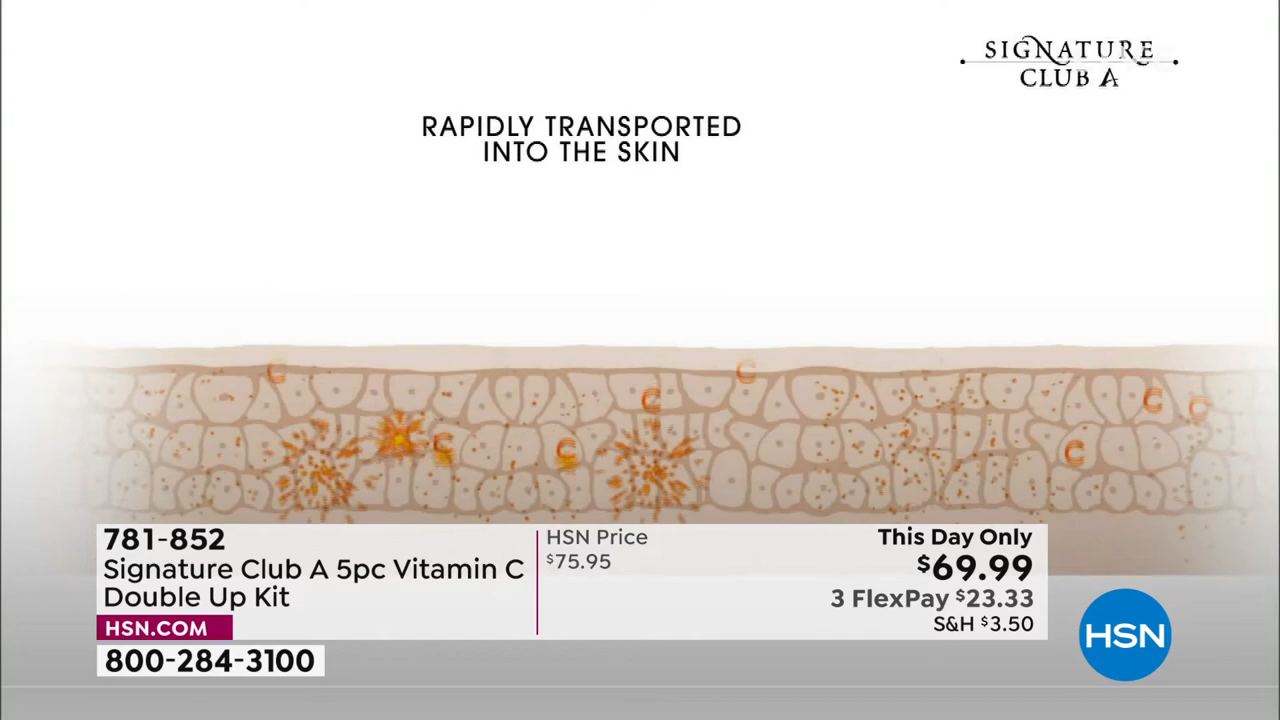 SIGNATURE
CLUB A
RAPIDLY TRANSPORTED
INTO THE SKIN
C
C
C
C
C
C
C
C
781-852
Signature Club A 5pc Vitamin C
Double Up Kit
HSN.COM
800-284-3100
HSN Price
$75.95
This Day Only
$69.99
3 FlexPay $23.33
S&H $3.50
HSN